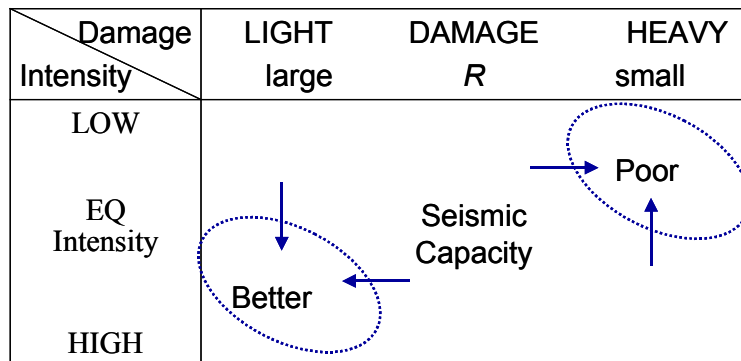 Damage LIGHT DAMAGE HEAVY
Intensity large R small
LOW
Poor
EQ
Intensity
Seismic
Capacity
Better
HIGH